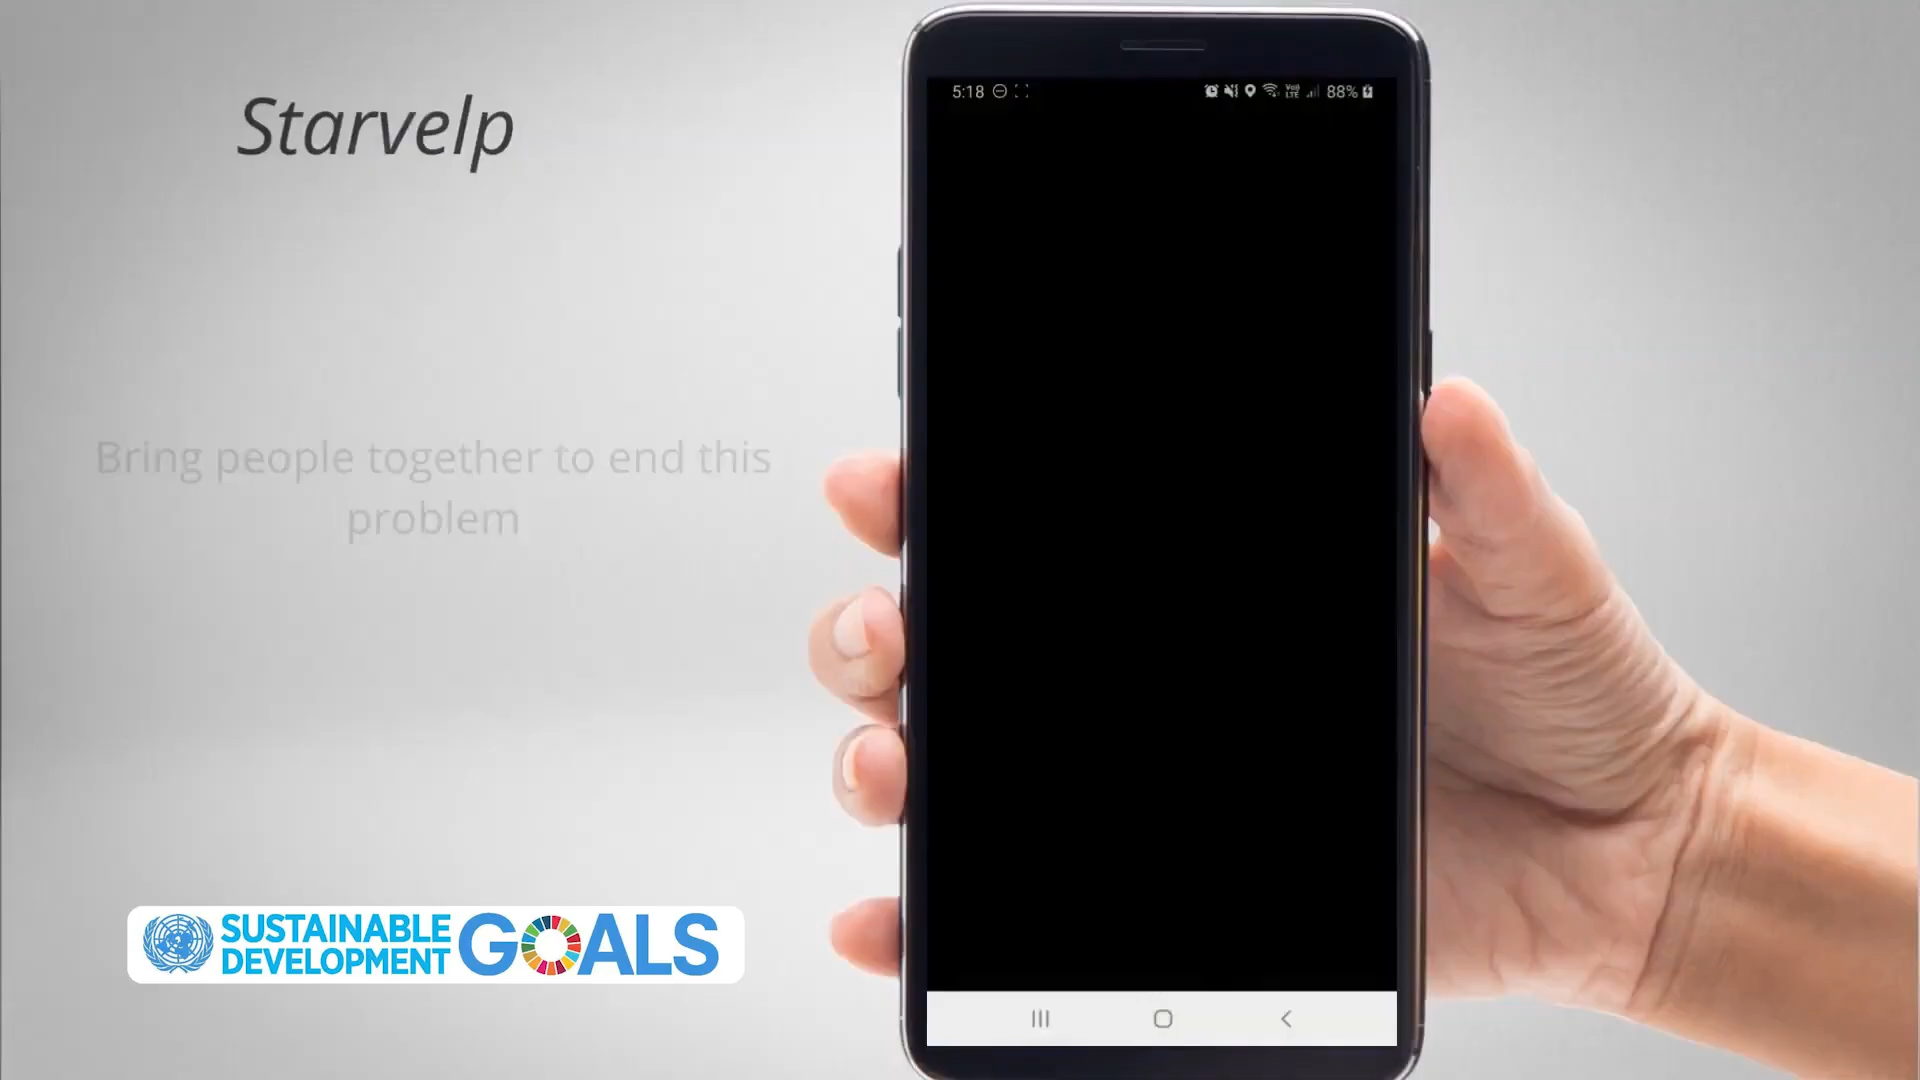 Starvelp
5:18
88%
Bring people together to end this
problem
SUSTAINABLE
DEVELOPMENT
GOALS